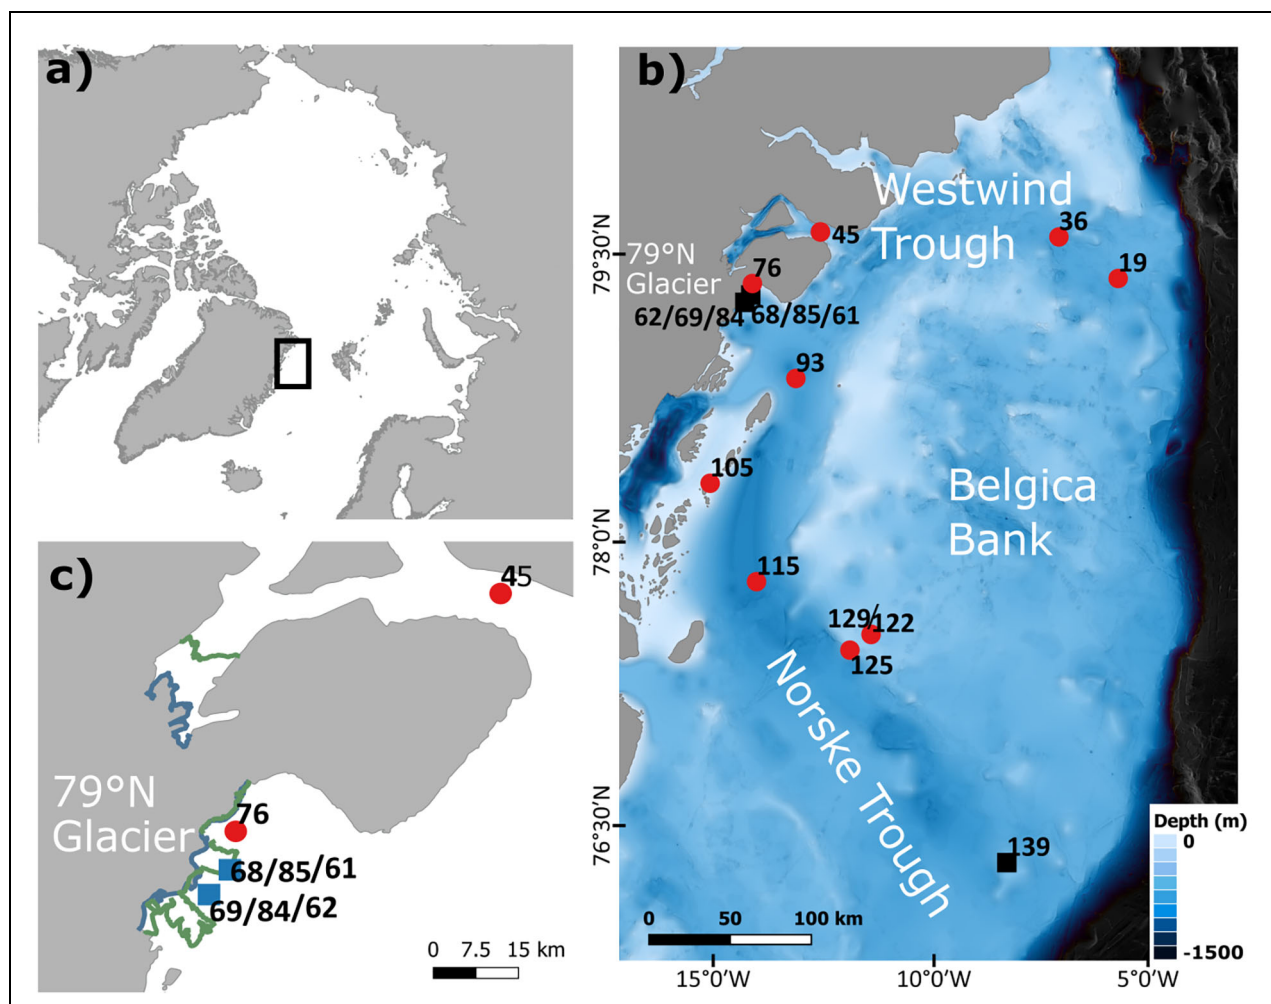 a)
b)
Westwind
Trough
36
19
45
79°N
Glacier
76
62/69/84
68/85/61
93
105
Belgica
Bank
115
129/
122
125
Norske Trough
139
79°30'N
78°0'N
76°30'N
0 50 100 km
Depth (m)
0
-1500
15°0'W 10°0'W 5°0'W
c)
45
79°N
Glacier
76
68/85/61
69/84/62
0 7.5 15 km